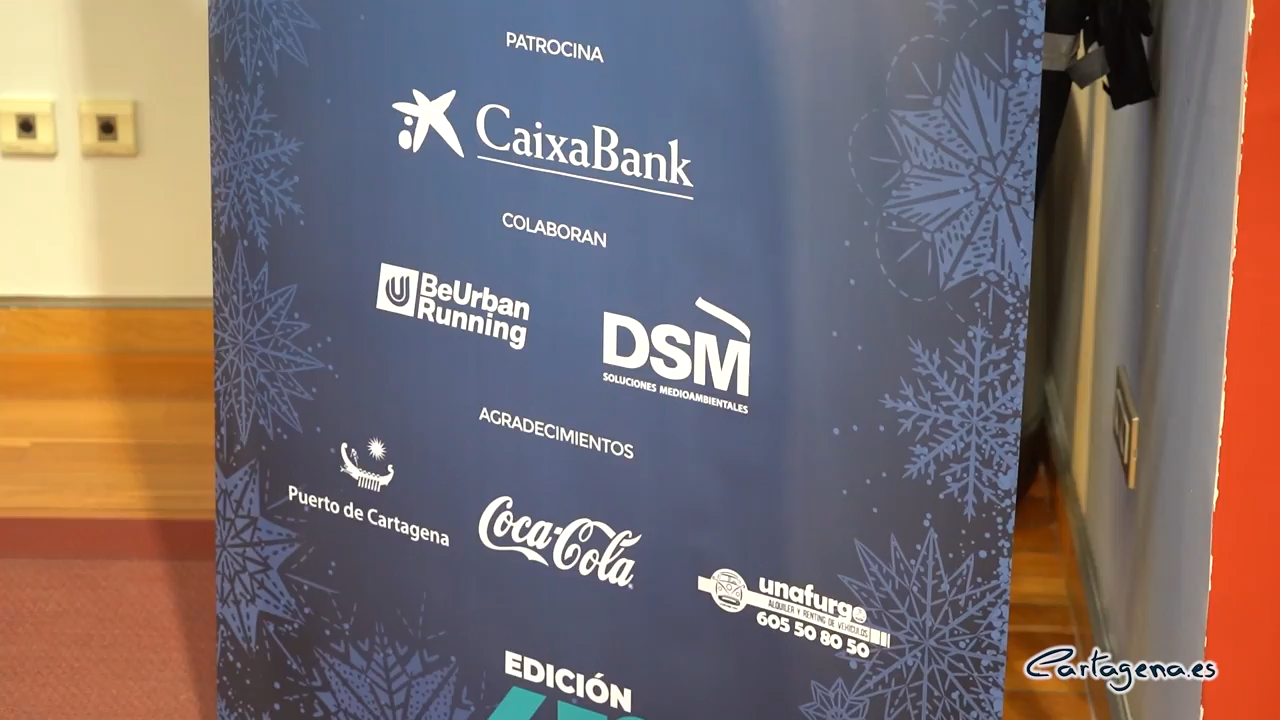 PATROCINA
CaixaBank
COLABORAN
BeUrban
Running
DSM
SOLUCIONES MEDIOAMBIENTALES
AGRADECIMIENTOS
Puerto de Cartagena
Coca-Cola
unafurgo
ALQUILER Y RENTING DE VEHÍCULOS
605 50 80 50
EDICIÓN
Cartagena.es